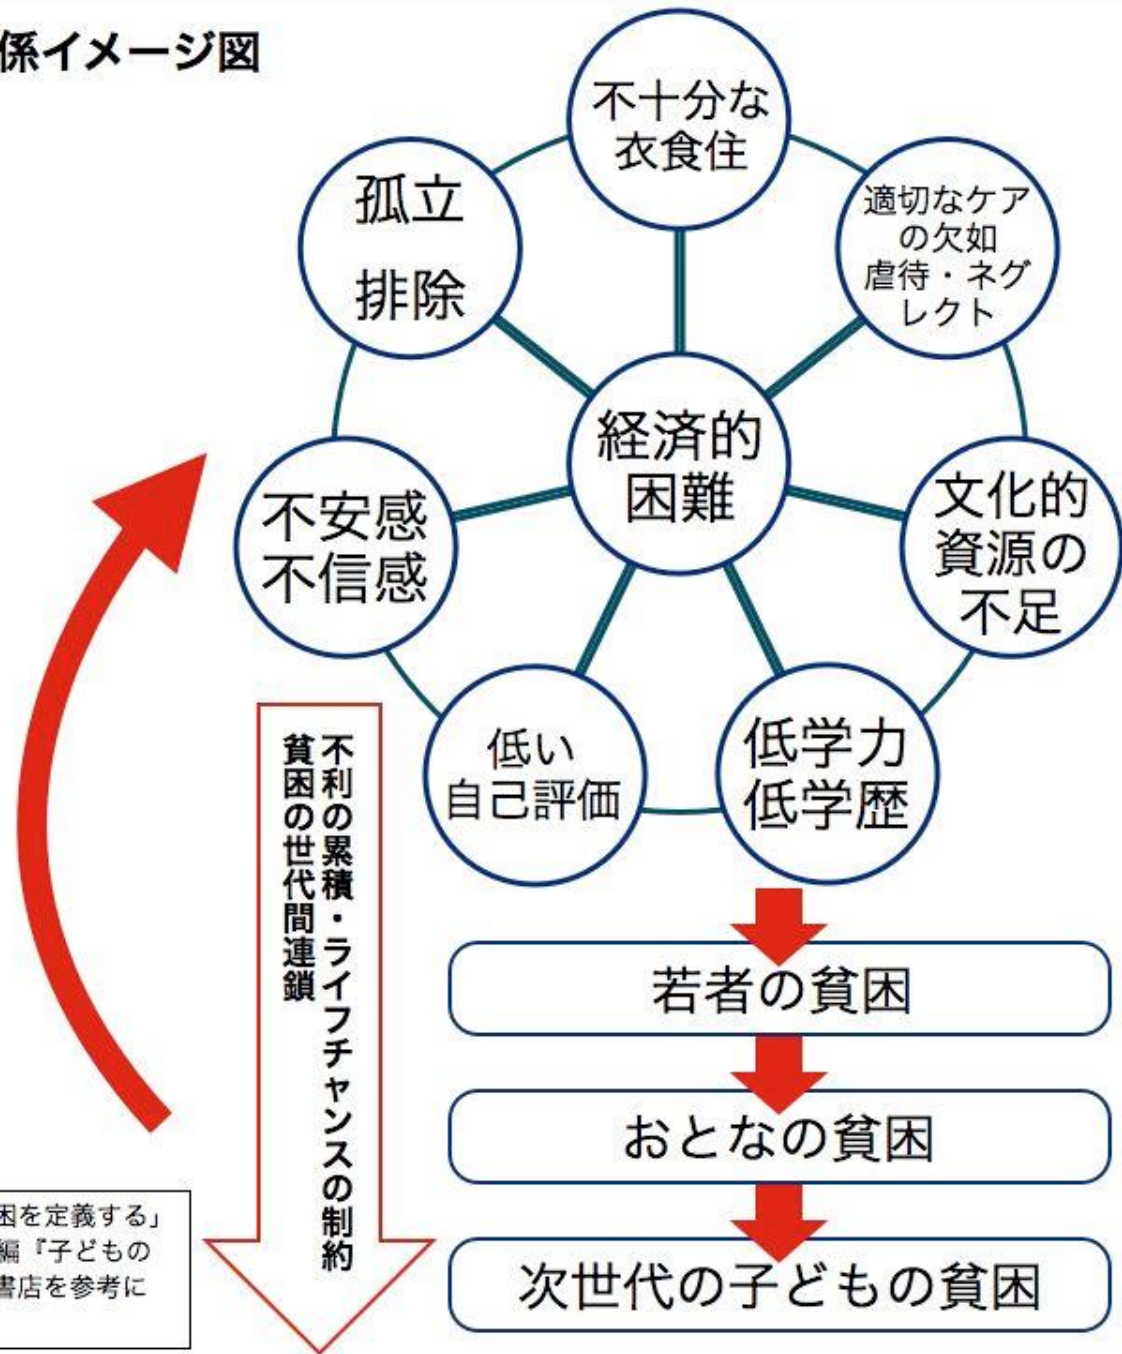 係イメージ図
不十分な
衣食住
孤立
排除
適切なケア
の欠如
虐待・ネグ
レクト
経済的
困難
不安感
不信感
文化的
資源の
不足
低い
自己評価
低学力
低学歴
不利の累積・ライフチャンスの制約
貧困の世代間連鎖
若者の貧困
おとなの貧困
次世代の子どもの貧困
困を定義する」
編『子どもの
書店を参考に